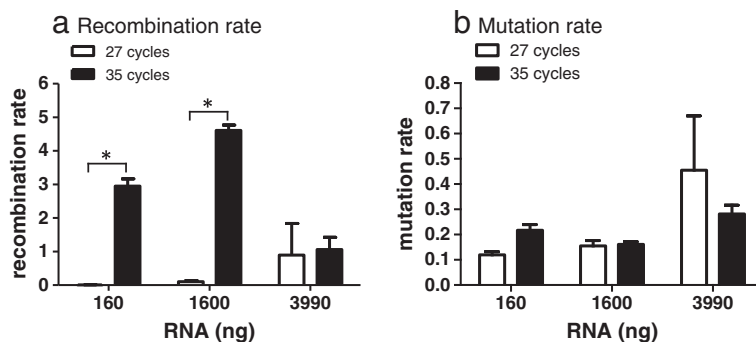 a Recombination rate
27 cycles
35 cycles
recombination rate
6
5
4
3
2
1
0
*
*
160 1600 3990
RNA (ng)
b Mutation rate
27 cycles
35 cycles
mutation rate
0.8
0.7
0.6
0.5
0.4
0.3
0.2
0.1
0.0
160 1600 3990
RNA (ng)